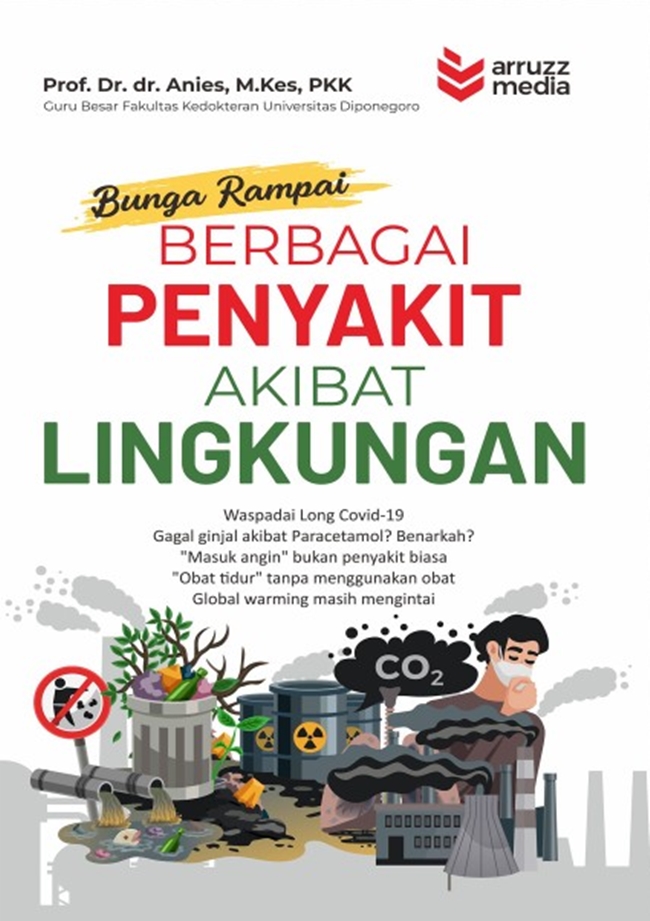 Prof. Dr. dr. Anies, M.Kes, PKK
Guru Besar Fakultas Kedokteran Universitas Diponegoro
arruzz
media
Bunga Rampai
BERBAGAI
PENYAKIT
AKIBAT
LINGKUNGAN
Waspadai Long Covid-19
Gagal ginjal akibat Paracetamol? Benarkah?
"Masuk angin" bukan penyakit biasa
"Obat tidur" tanpa menggunakan obat
Global warming masih mengintai
CO₂